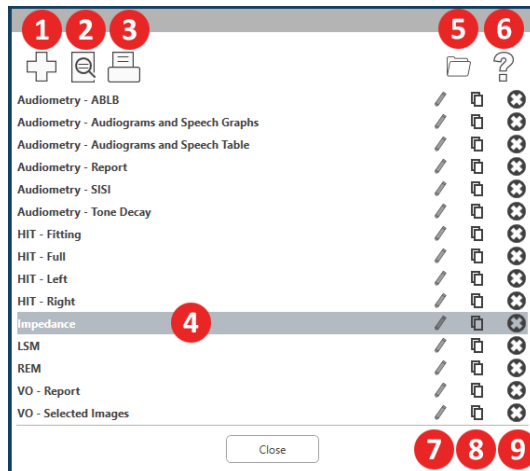 1 2 3 5 6
Audiometry - ABLB
Audiometry - Audiograms and Speech Graphs
Audiometry - Audiograms and Speech Table
Audiometry - Report
Audiometry - SISI
Audiometry - Tone Decay
HIT - Fitting
HIT - Full
HIT - Left
HIT - Right
Impedance 4
LSM
REM
VO - Report
VO - Selected Images
Close 7 8 9